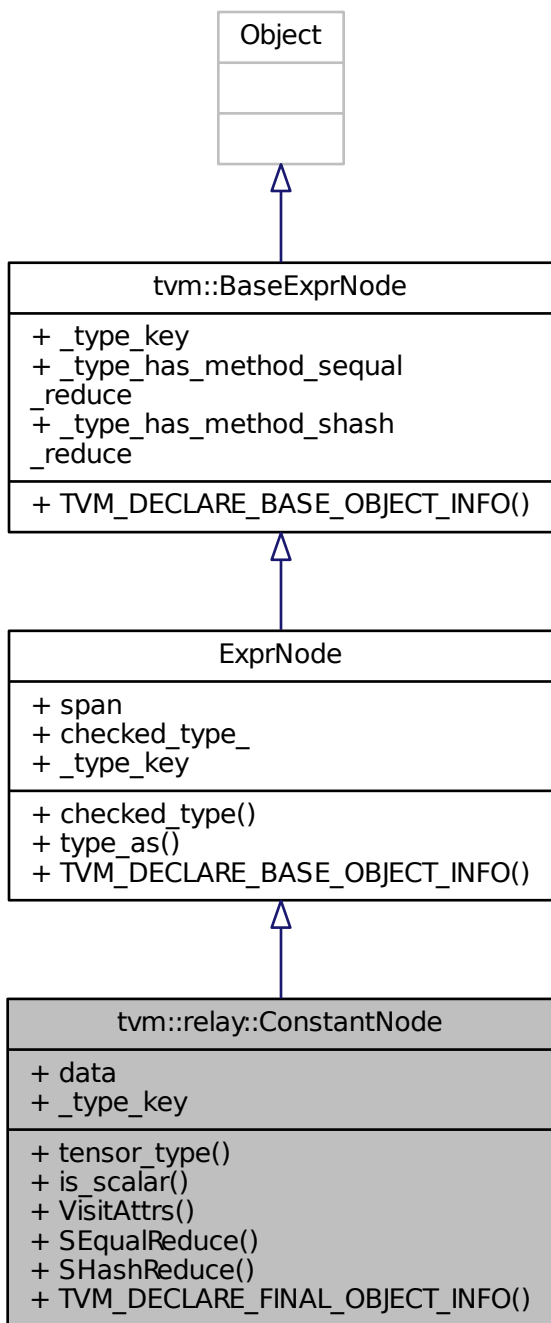 Object
tvm::BaseExprNode
+ _type_key
+ _type_has_method_sequal
_reduce
+ _type_has_method_shash
_reduce
+ TVM_DECLARE_BASE_OBJECT_INFO()
ExprNode
+ span
+ checked_type_
+ _type_key
+ checked_type()
+ type_as()
+ TVM_DECLARE_BASE_OBJECT_INFO()
tvm::relay::ConstantNode
+ data
+ _type_key
+ tensor_type()
+ is_scalar()
+ VisitAttrs()
+ SEqualReduce()
+ SHashReduce()
+ TVM_DECLARE_FINAL_OBJECT_INFO()